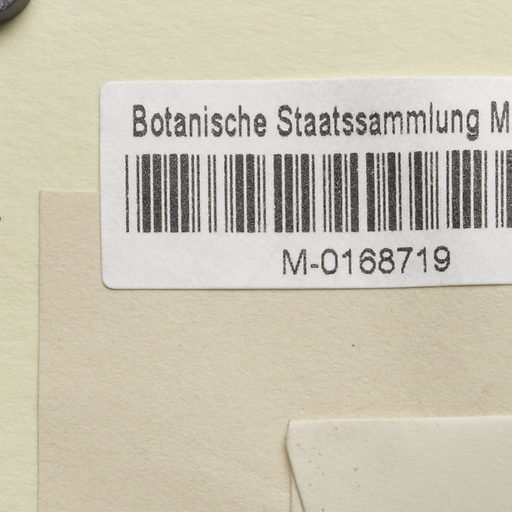 Botanische Staatssammlung M
M-0168719